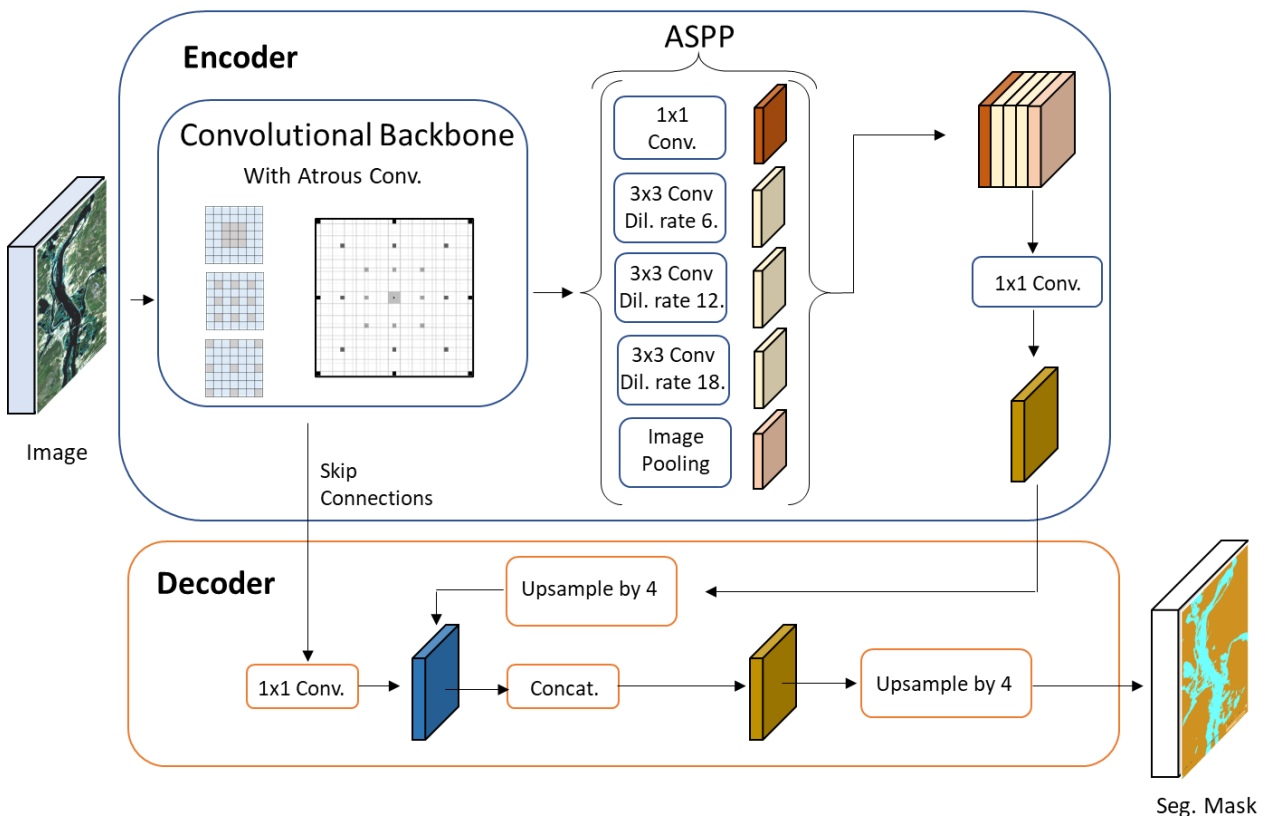 Encoder
ASPP
Convolutional Backbone
With Atrous Conv.
1x1
Conv.
3x3 Conv
Dil. rate 6.
3x3 Conv
Dil. rate 12.
3x3 Conv
Dil. rate 18.
Image
Pooling
1x1 Conv.
Image
Skip
Connections
Decoder
Upsample by 4
1x1 Conv.
Concat.
Upsample by 4
Seg. Mask